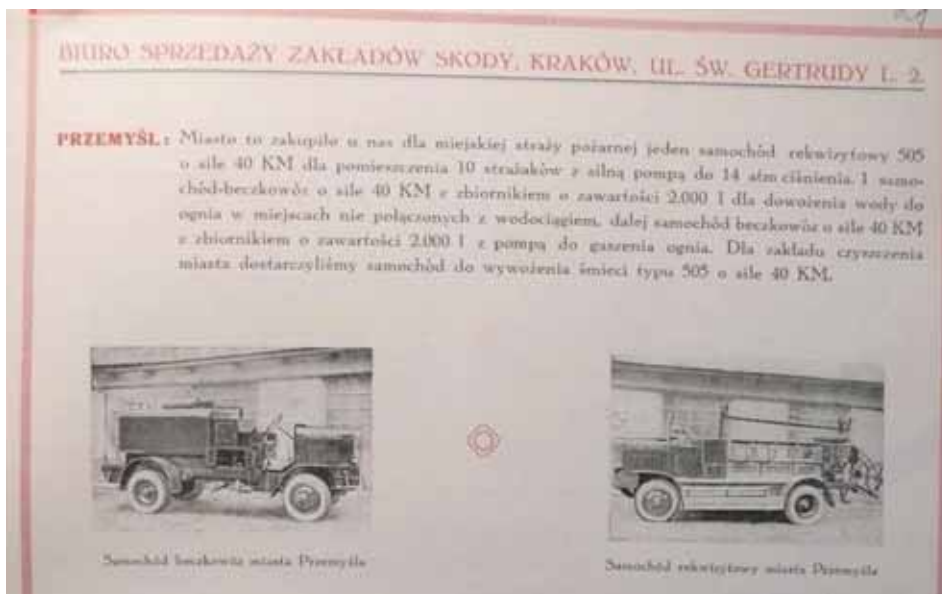 BIURO SPRZEDAŻY ZAKŁADÓW SKODY, KRAKÓW, UL. ŚW. GERTRUDY L. 2.
PRZEMYŚL: Miasto to zakupiło u nas dla miejskiej straży pożarnej jeden samochód rekwizytowy 505
o sile 40 KM dla pomieszczenia 10 strażaków z silną pompą do 14 atm ciśnienia. 1 samo-
chód-beczkowóz o sile 40 KM z zbiornikiem o zawartości 2.000 l dla dowożenia wody do
ognia w miejscach nie połączonych z wodociągiem, dalej samochód beczkowóz o sile 40 KM
z zbiornikiem o zawartości 2.000 l z pompą do gaszenia ognia. Dla zakładu czyszczenia
miasta dostarczyliśmy samochód do wywożenia śmieci typu 505 o sile 40 KM.
Samochód beczkowóz miasta Przemyśla
Samochód rekwizytowy miasta Przemyśla